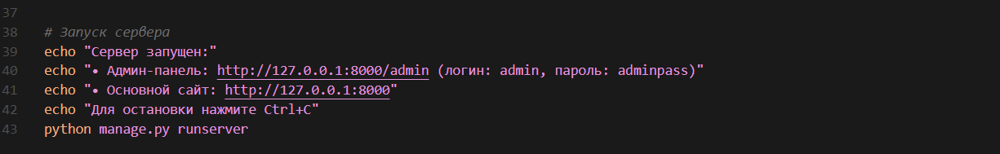 37
38 # Запуск сервера
39 echo "Сервер запущен:"
40 echo "• Админ-панель: http://127.0.0.1:8000/admin (логин: admin, пароль: adminpass)"
41 echo "• Основной сайт: http://127.0.0.1:8000"
42 echo "Для остановки нажмите Ctrl+C"
43 python manage.py runserver